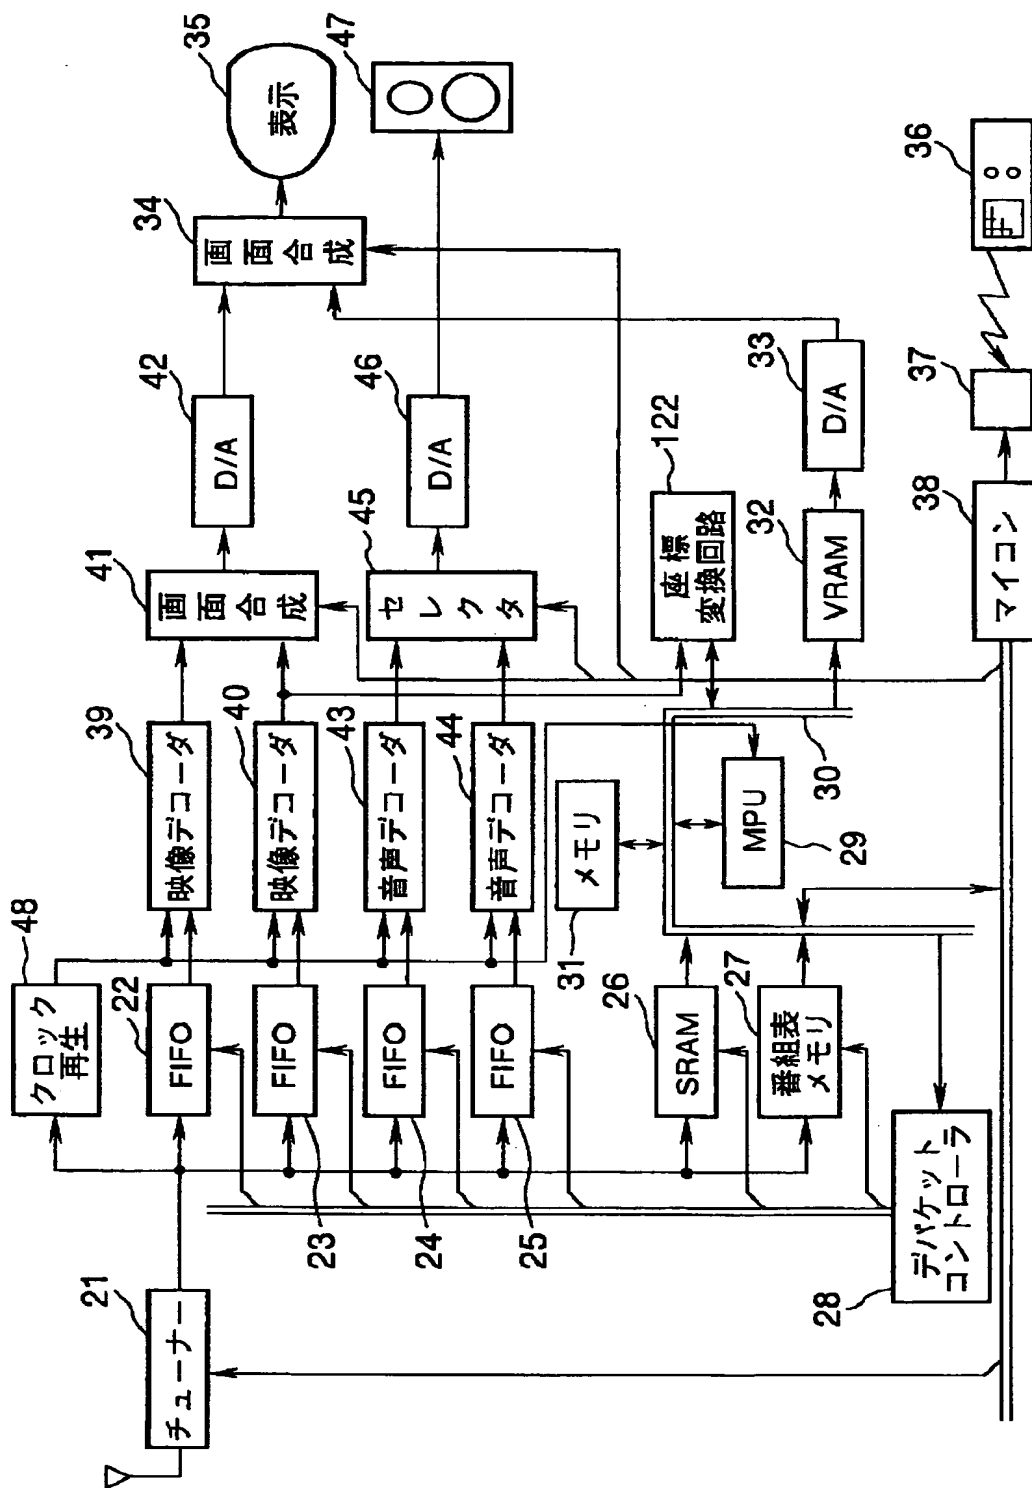 21
チューナー
48
クロック
再生
22
FIFO
23
FIFO
24
FIFO
25
FIFO
26
SRAM
27
番組表
メモリ
28
デパケット
コントローラ
39
映像デコーダ
40
映像デコーダ
43
音声デコーダ
44
音声デコーダ
31
メモリ
MPU
29
30
41
画面合成
45
セレクタ
42
D/A
46
D/A
122
座標
変換回路
32
VRAM
33
D/A
34
画面合成
35
表示
47
38
マイコン
37
36